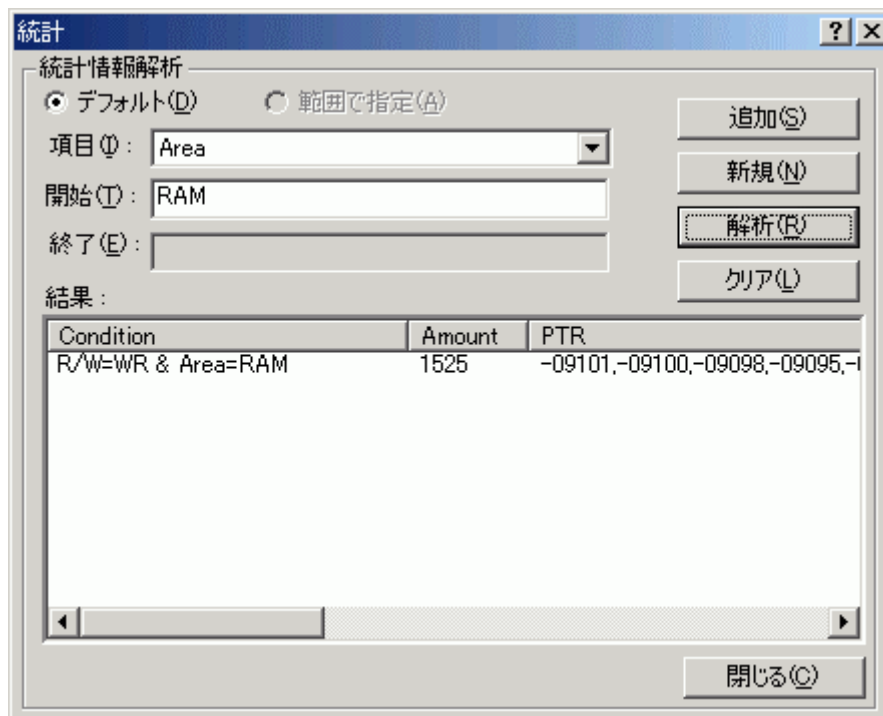 統計
統計情報解析
デフォルト(D)
範囲で指定(A)
項目(I):
Area
開始(T):
RAM
終了(E):
追加(S)
新規(N)
解析(R)
クリア(L)
結果:
Condition Amount PTR
R/W=WR & Area=RAM 1525 -09101,-09100,-09098,-09095,-
閉じる(C)